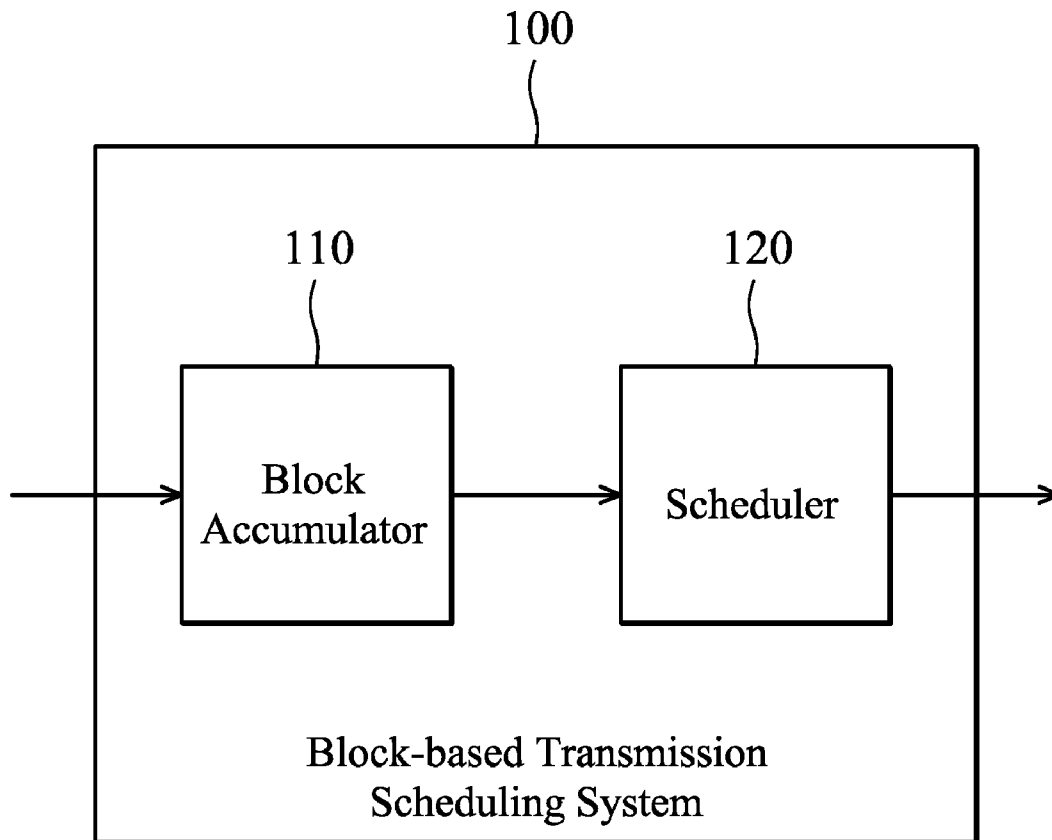 100
110
120
Block
Accumulator
Scheduler
Block-based Transmission
Scheduling System